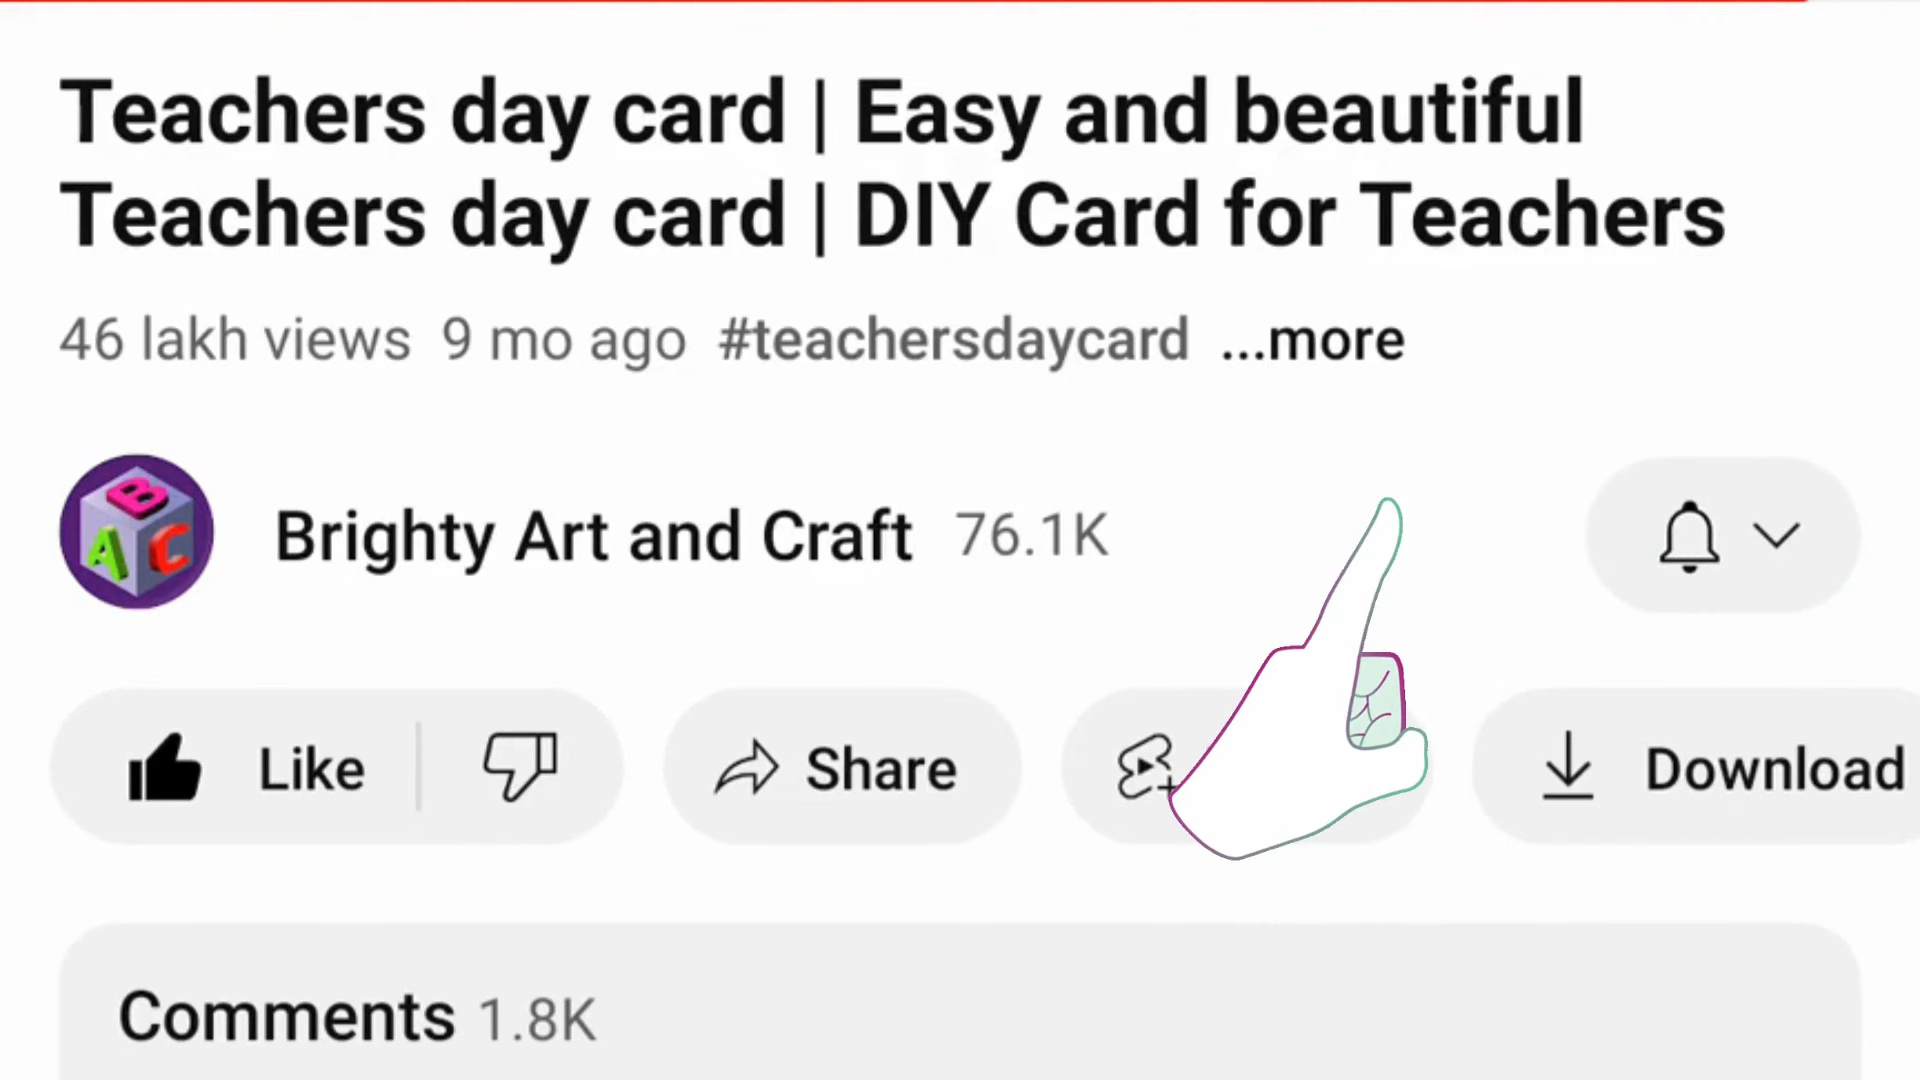 Teachers day card | Easy and beautiful
Teachers day card | DIY Card for Teachers
46 lakh views 9 mo ago #teachersdaycard ...more
B
A C
Brighty Art and Craft 76.1K
Like
Share
Download
Comments 1.8K